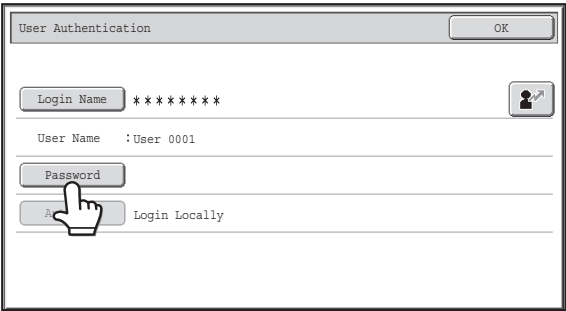 User Authentication OK
Login Name ********
User Name :User 0001
Password
Login Locally